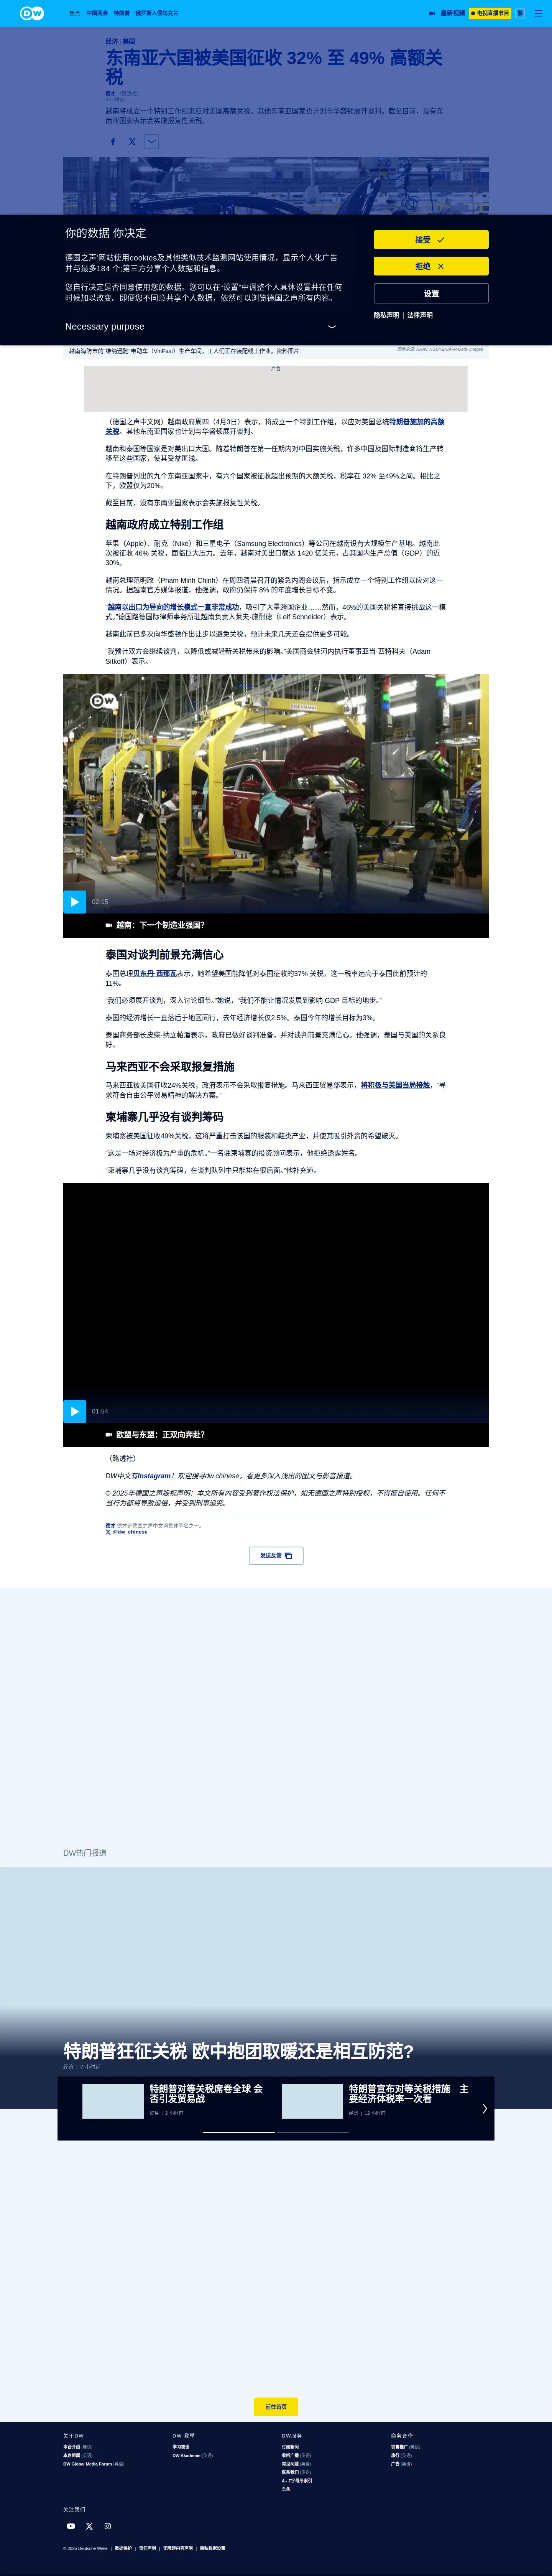 DW
焦点
中国两会
特朗普
俄罗斯入侵乌克兰
最新视频
电视直播节目
繁
经济 | 美国
东南亚六国被美国征收 32% 至 49% 高额关
税
德才
（路透社）
越南将成立一个特别工作组来应对美国高额关税，其他东南亚国家也计划与华盛顿展开谈判。截至目前，没有东
南亚国家表示会采取施报复性关税。
你的数据 你决定
德国之声'网站使用cookies及其他类似技术监测网站使用情况，显示个人化广告
并与最多184 个;第三方分享个人数据和信息。
您自行决定是否同意使用您的数据。您可以在“设置”中调整个人具体设置并在任何
时候加以改变。即便您不同意共享个人数据，依然可以浏览德国之声所有内容。
Necessary purpose
接受
拒绝
设置
隐私声明 | 法律声明
越南海防市的“维纳迅驰”电动车（VinFast）生产车间，工人们正在装配线上作业。资料图片
图像来源: NHAC NGUYEN/AFP/Getty Images
广告
（德国之声中文网）越南政府周四（4月3日）表示，将成立一个特别工作组，以应对美国总统特朗普施加的高额
关税。其他东南亚国家也计划与华盛顿展开谈判。
越南和泰国等国家是对美出口大国。随着特朗普在第一任期内对中国实施关税，许多中国及国际制造商将生产转
移至这些国家，使其受益匪浅。
在特朗普列出的九个东南亚国家中，有六个国家被征收超出预期的大额关税，税率在 32% 至49%之间。相比之
下，欧盟仅为20%。
截至目前，没有东南亚国家表示会实施报复性关税。
越南政府成立特别工作组
苹果（Apple）、耐克（Nike）和三星电子（Samsung Electronics）等公司在越南设有大规模生产基地。越南此
次被征收 46% 关税，面临巨大压力。去年，越南对美出口额达 1420 亿美元，占其国内生产总值（GDP）的近
30%。
越南总理范明政（Pham Minh Chinh）在周四清晨召开的紧急内阁会议后，指示成立一个特别工作组以应对这一
情况。据越南官方媒体报道，他强调，政府仍保持 8% 的年度增长目标不变。
“越南以出口为导向的增长模式一直非常成功，吸引了大量跨国企业……然而，46%的美国关税将直接挑战这一模
式。”德国路德国际律师事务所驻越南负责人莱夫·施耐德（Leif Schneider）表示。
越南此前已多次向华盛顿作出让步以避免关税，预计未来几天还会提供更多可能。
“我预计双方会继续谈判，以降低或减轻新关税带来的影响。”美国商会驻河内执行董事亚当·西特科夫（Adam
Sitkoff）表示。
DW
02:15
越南：下一个制造业强国?
泰国对谈判前景充满信心
泰国总理贝东丹·西那瓦表示，她希望美国能降低对泰国征收的37% 关税。这一税率远高于泰国此前预计的
11%。
“我们必须展开谈判，深入讨论细节。”她说，“我们不能让情况发展到影响 GDP 目标的地步。”
泰国的经济增长一直落后于地区同行，去年经济增长仅2.5%。泰国今年的增长目标为3%。
泰国商务部长皮柴·纳立帕潘表示，政府已做好谈判准备，并对谈判前景充满信心。他强调，泰国与美国的关系良
好。
马来西亚不会采取报复措施
马来西亚被美国征收24%关税，政府表示不会采取报复措施。马来西亚贸易部表示，将积极与美国当局接触，“寻
求符合自由公平贸易精神的解决方案。”
柬埔寨几乎没有谈判筹码
柬埔寨被美国征收49%关税，这将严重打击该国的服装和鞋类产业，并使其吸引外资的希望破灭。
“这是一场对经济极为严重的危机。”一名驻柬埔寨的投资顾问表示，他拒绝透露姓名。
“柬埔寨几乎没有谈判筹码，在谈判队列中只能排在很后面。”他补充道。
01:54
欧盟与东盟：正双向奔赴?
（路透社）
DW中文有Instagram！欢迎搜寻dw.chinese，看更多深入浅出的图文与影音报道。
© 2025年德国之声版权声明：本文所有内容受到著作权法保护，如无德国之声特别授权，不得擅自使用。任何不
当行为都将导致追偿，并受到刑事追究。
德才 德才是德国之声中文网集体笔名之一。
@dw_chinese
发送反馈
DW热门报道
特朗普狂征关税 欧中抱团取暖还是相互防范?
经济 | 2 小时前
特朗普对等关税席卷全球 会
否引发贸易战
贸易 | 2 小时前
特朗普宣布对等关税措施　主
要经济体税率一次看
经济 | 12 小时前
前往首页
关于DW
本台介绍 (英语)
本台新闻 (英语)
DW Global Media Forum (英语)
DW 教學
学习德语
DW Akademie (英语)
DW服务
订阅新闻
收听广播 (英语)
常见问题 (英语)
联系我们 (英语)
A - Z字母序索引
头条
商务合作
销售推广 (英语)
旅行 (英语)
广告 (英语)
关注我们
© 2025 Deutsche Welle | 数据保护 | 责任声明 | 无障碍内容声明 | 隐私数据设置